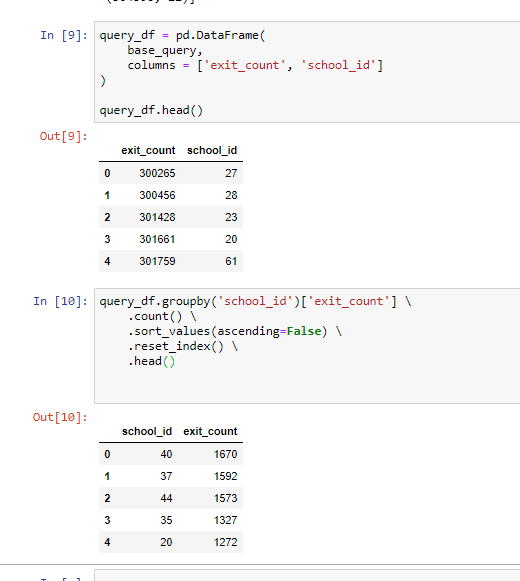 In [9]: query_df = pd.DataFrame(
base_query,
columns = ['exit_count', 'school_id']
)
query_df.head()
Out[9]:
exit_count school_id
0 300265 27
1 300456 28
2 301428 23
3 301661 20
4 301759 61
In [10]: query_df.groupby('school_id')['exit_count'] \
.count() \
.sort_values(ascending=False) \
.reset_index() \
.head()
Out[10]:
school_id exit_count
0 40 1670
1 37 1592
2 44 1573
3 35 1327
4 20 1272